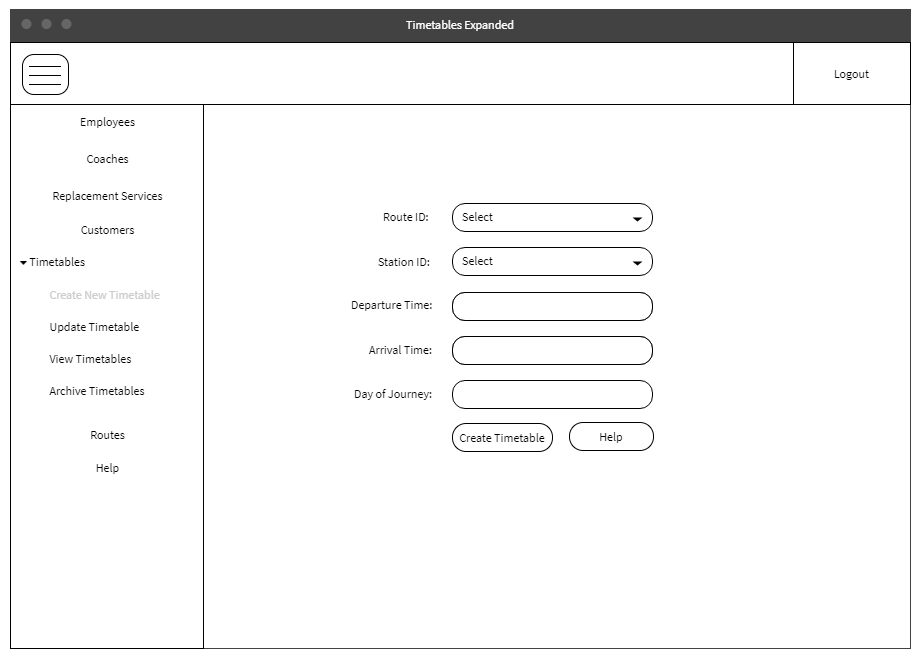 Timetables Expanded
Logout
Employees
Coaches
Replacement Services
Customers
Timetables
Create New Timetable
Update Timetable
View Timetables
Archive Timetables
Routes
Help
Route ID: Select
Station ID: Select
Departure Time:
Arrival Time:
Day of Journey:
Create Timetable Help